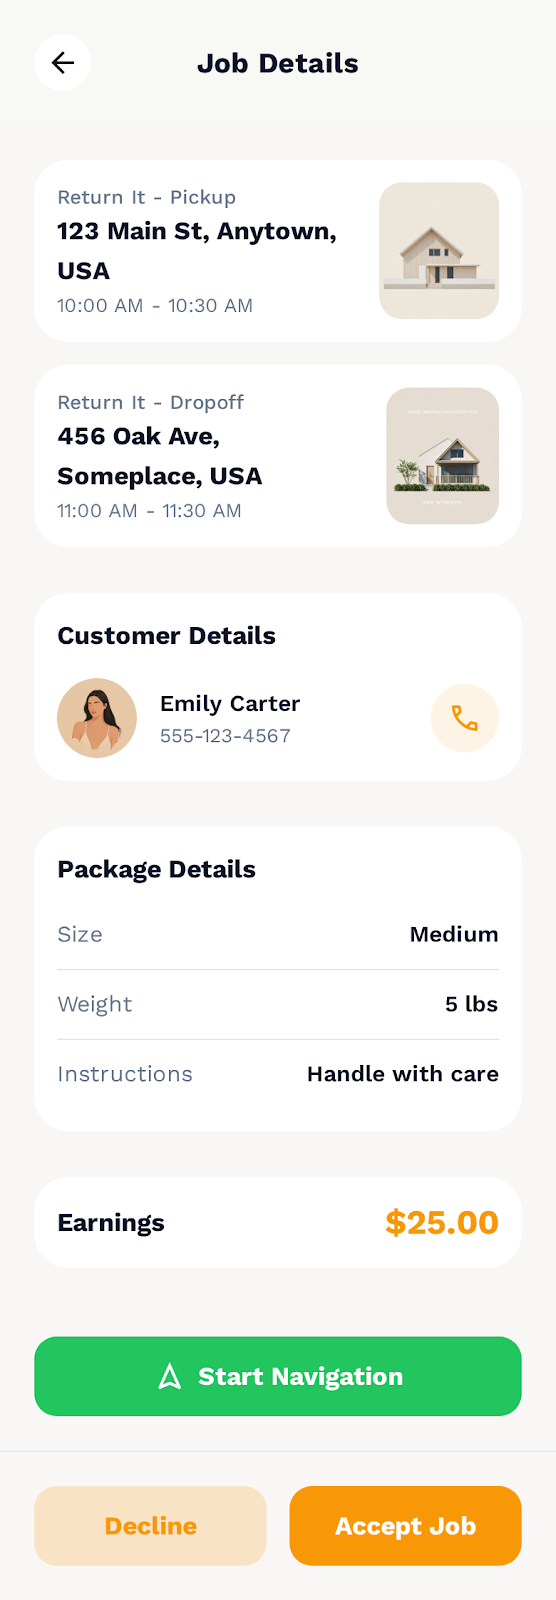 Job Details
Return It - Pickup
123 Main St, Anytown,
USA
10:00 AM - 10:30 AM
Return It - Dropoff
456 Oak Ave,
Someplace, USA
11:00 AM - 11:30 AM
Customer Details
Emily Carter
555-123-4567
Package Details
Size
Medium
Weight
5 lbs
Instructions
Handle with care
Earnings
$25.00
Start Navigation
Decline
Accept Job